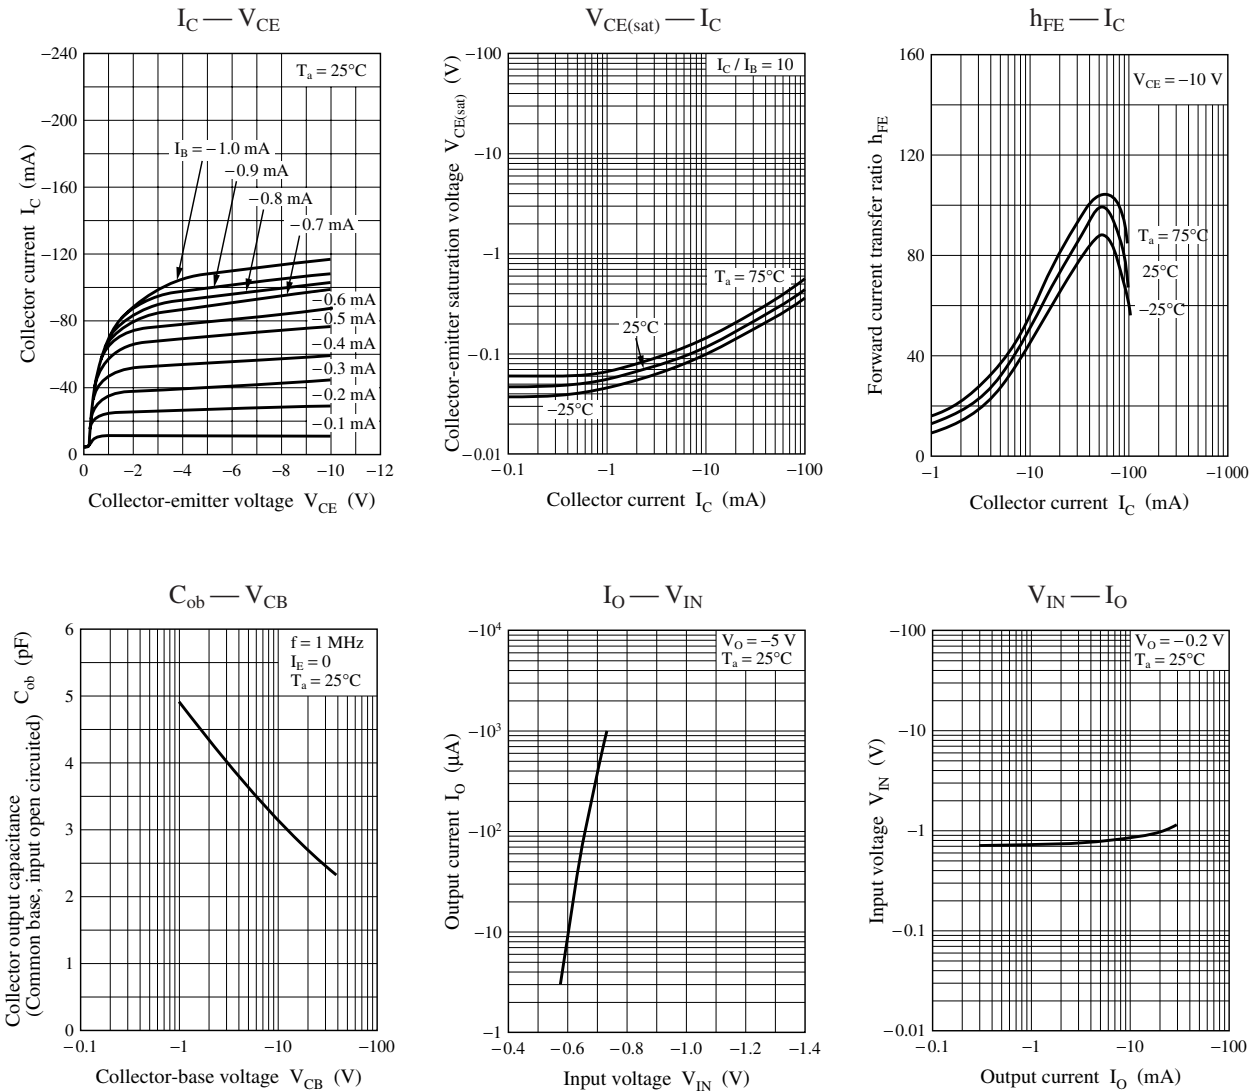 I_C — V_CE
−240
−200
−160
−120
−80
−40
0
0
−2
−4
−6
−8
−10
−12
T_a = 25°C
I_B = −1.0 mA
−0.9 mA
−0.8 mA
−0.7 mA
−0.6 mA
−0.5 mA
−0.4 mA
−0.3 mA
−0.2 mA
−0.1 mA
Collector current I_C (mA)
Collector-emitter voltage V_CE (V)
V_CE(sat) — I_C
−100
−10
−1
−0.1
−0.01
−0.1
−1
−10
−100
I_C / I_B = 10
T_a = 75°C
25°C
−25°C
Collector-emitter saturation voltage V_CE(sat) (V)
Collector current I_C (mA)
h_FE — I_C
160
120
80
40
0
−1
−10
−100
−1000
V_CE = −10 V
T_a = 75°C
25°C
−25°C
Forward current transfer ratio h_FE
Collector current I_C (mA)
C_ob — V_CB
6
5
4
3
2
1
0
−0.1
−1
−10
−100
f = 1 MHz
I_E = 0
T_a = 25°C
Collector output capacitance
(Common base, input open circuited) C_ob (pF)
Collector-base voltage V_CB (V)
I_O — V_IN
−10⁴
−10³
−10²
−10
−1
−0.4
−0.6
−0.8
−1.0
−1.2
−1.4
V_O = −5 V
T_a = 25°C
Output current I_O (µA)
Input voltage V_IN (V)
V_IN — I_O
−100
−10
−1
−0.1
−0.01
−0.1
−1
−10
−100
V_O = −0.2 V
T_a = 25°C
Input voltage V_IN (V)
Output current I_O (mA)